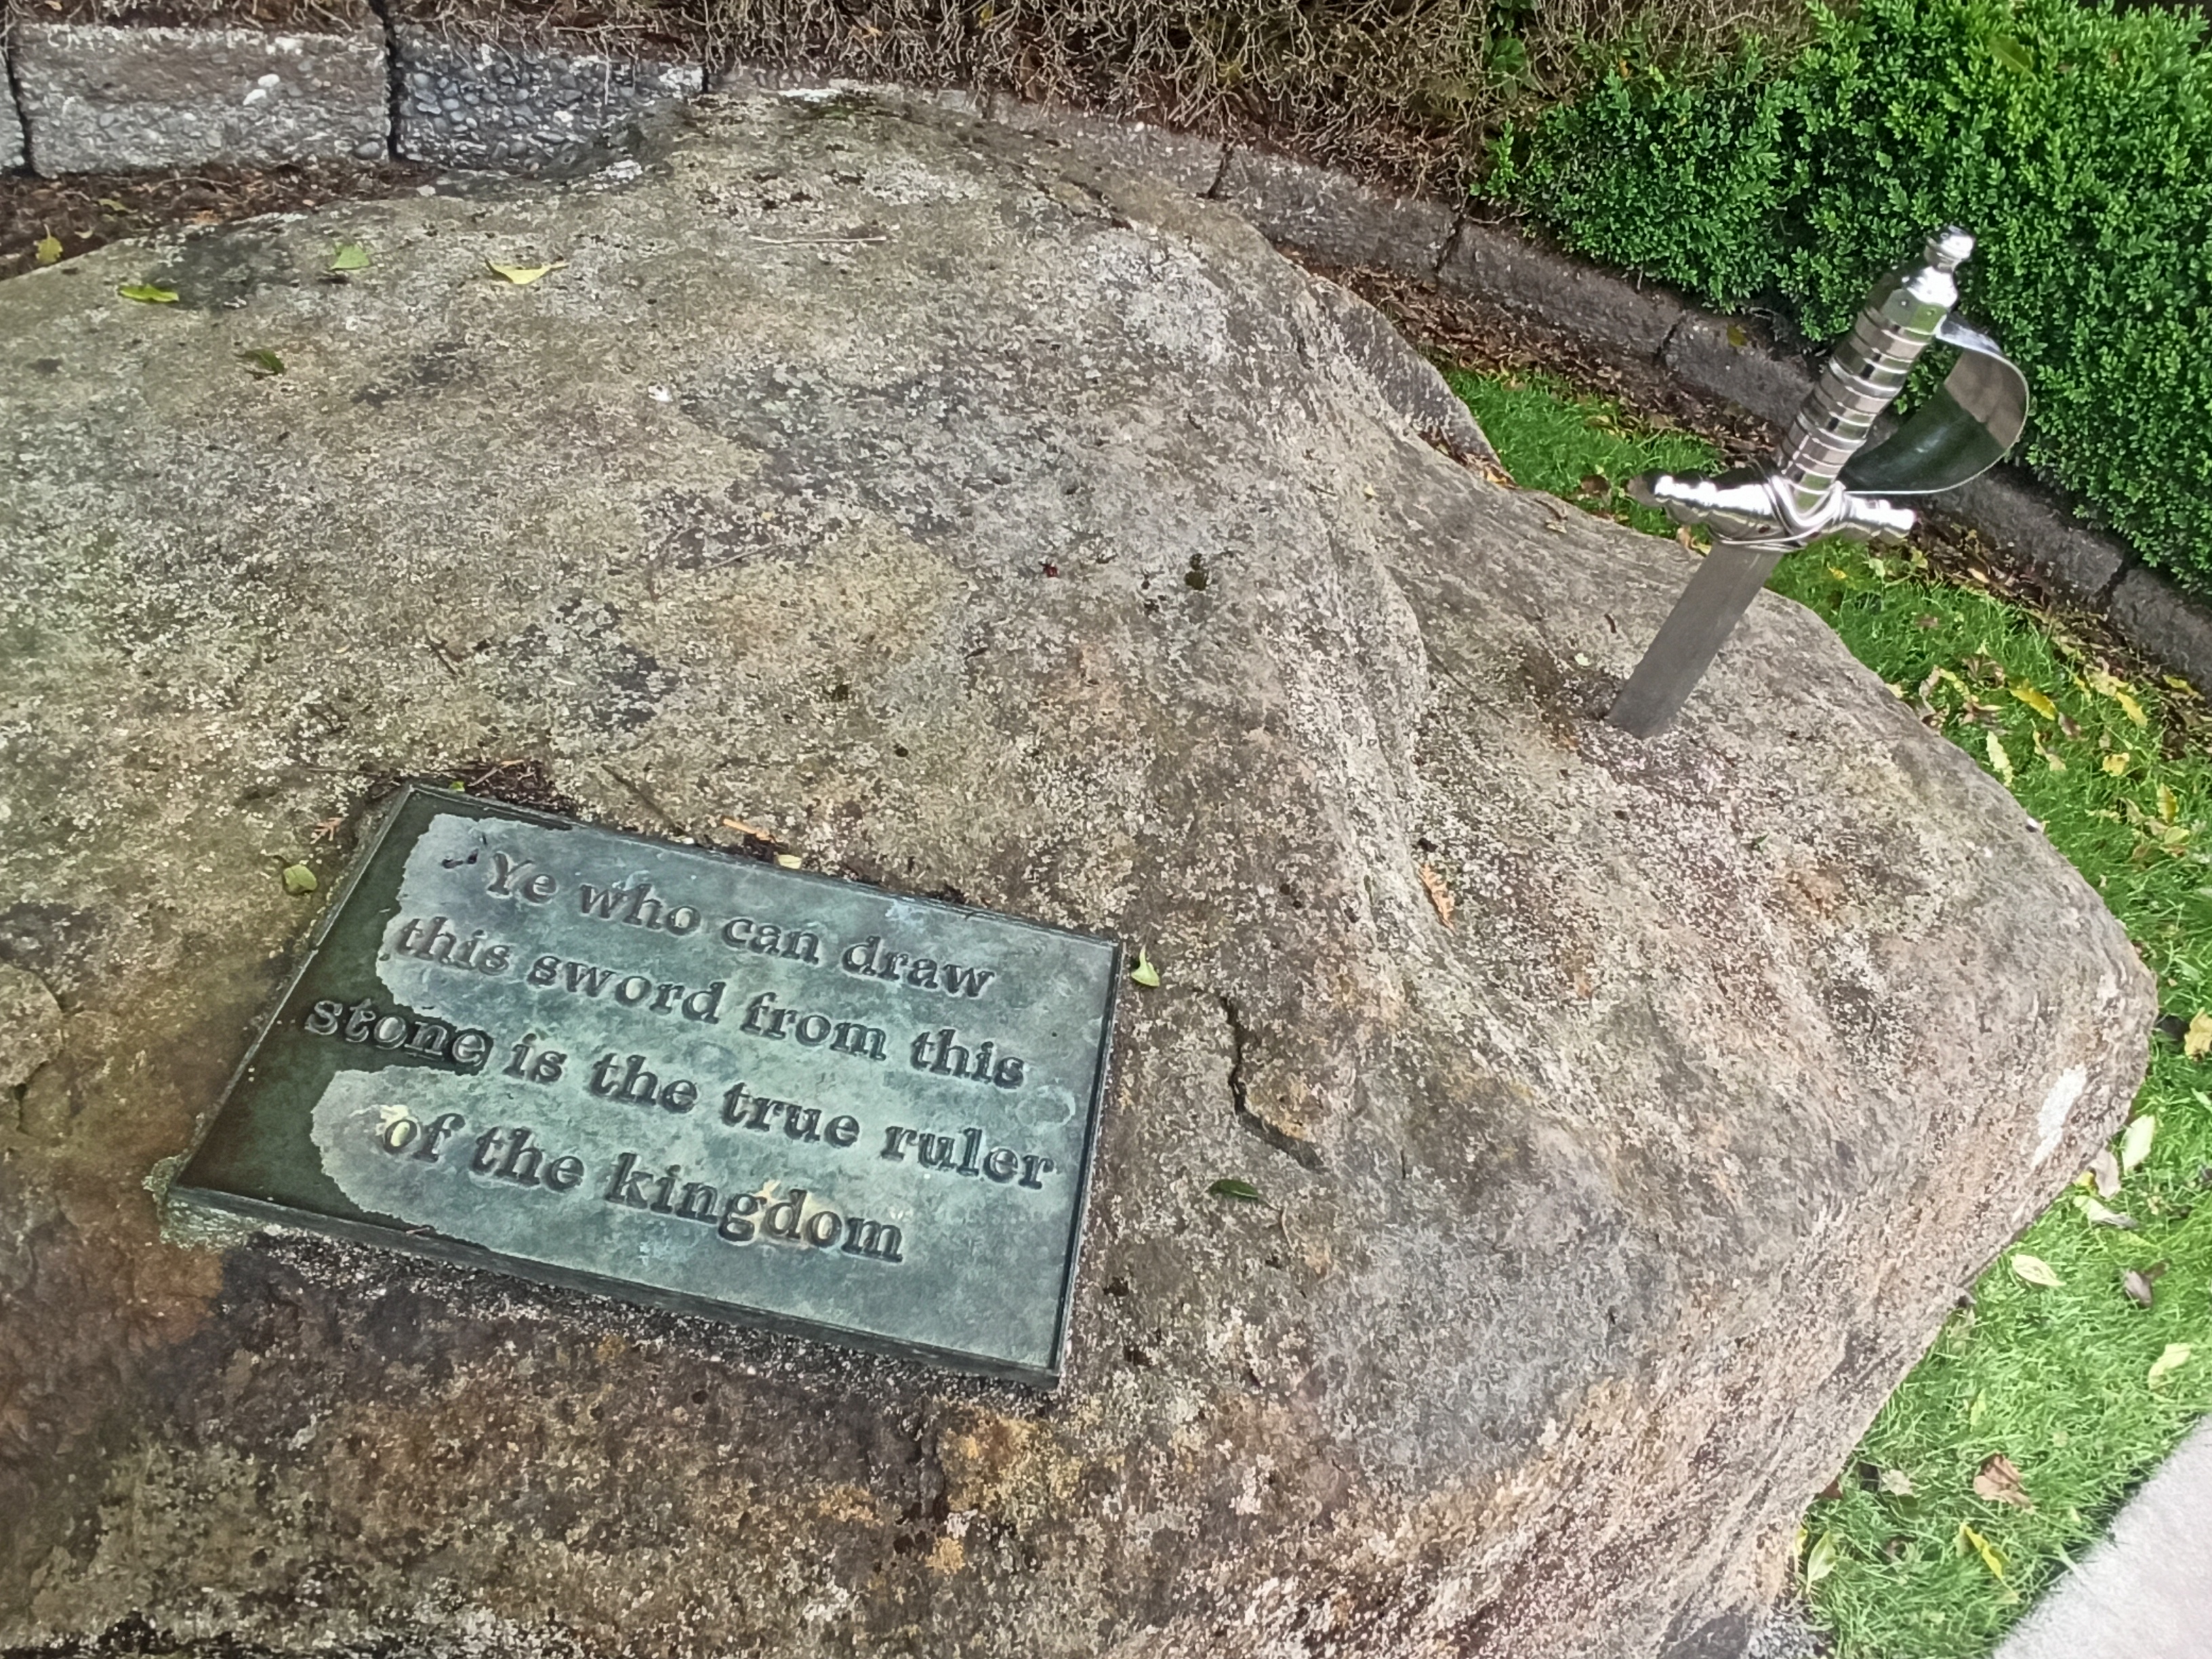 Ye who can draw
this sword from this
stone is the true ruler
of the kingdom